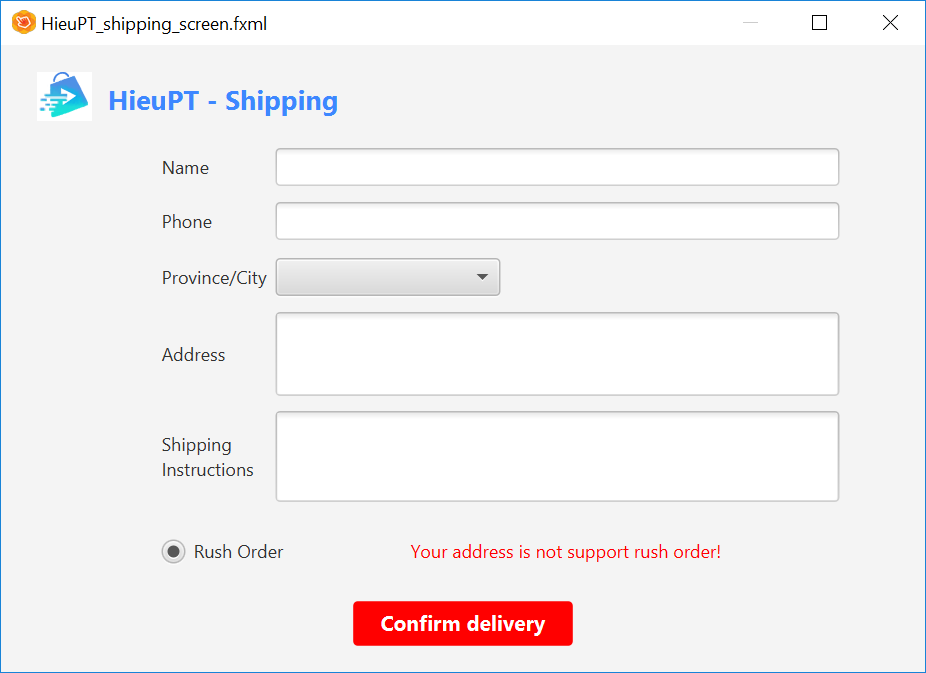 HieuPT_shipping_screen.fxml
HieuPT - Shipping
Name
Phone
Province/City
Address
Shipping
Instructions
Rush Order
Your address is not support rush order!
Confirm delivery